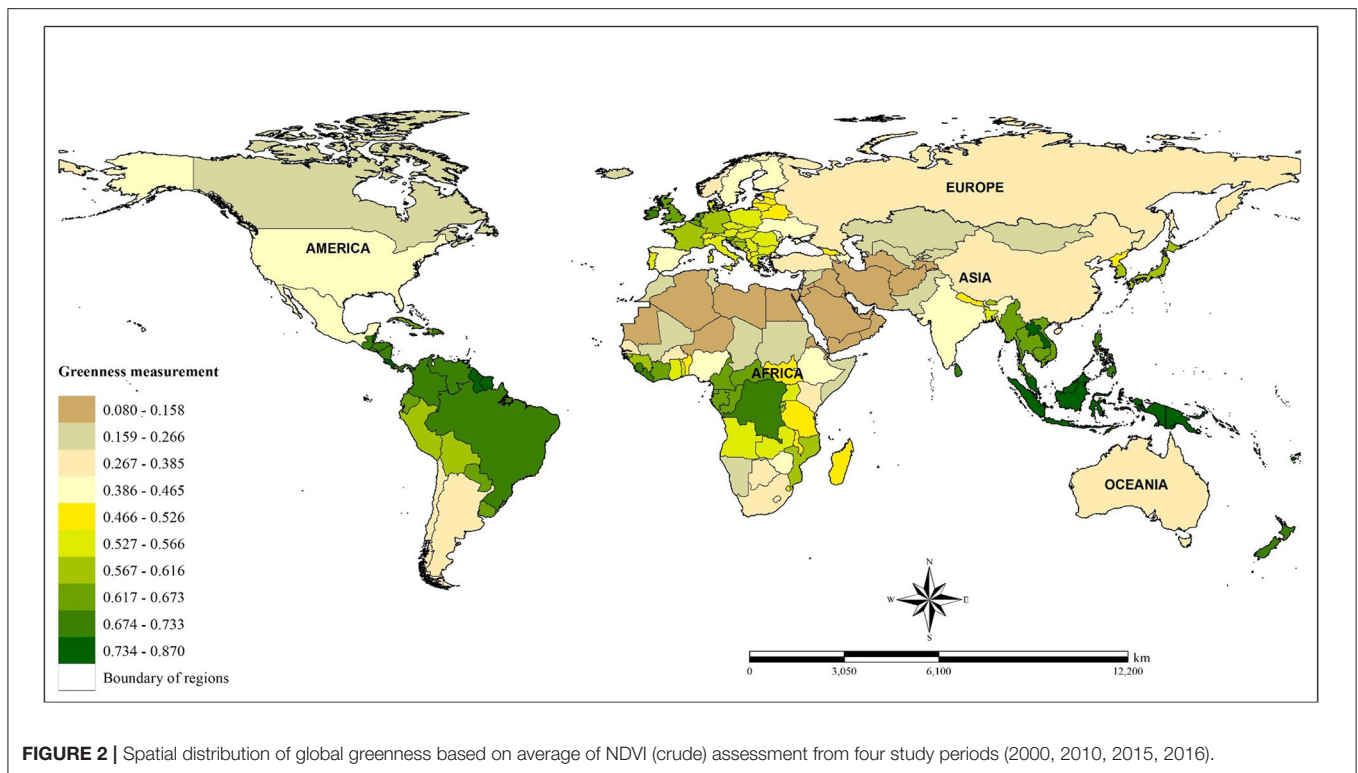 EUROPE
AMERICA
ASIA
AFRICA
OCEANIA
Greenness measurement
0.080 - 0.158
0.159 - 0.266
0.267 - 0.385
0.386 - 0.465
0.466 - 0.526
0.527 - 0.566
0.567 - 0.616
0.617 - 0.673
0.674 - 0.733
0.734 - 0.870
Boundary of regions
N
W E
S
km
0 3,050 6,100 12,200
FIGURE 2 | Spatial distribution of global greenness based on average of NDVI (crude) assessment from four study periods (2000, 2010, 2015, 2016).